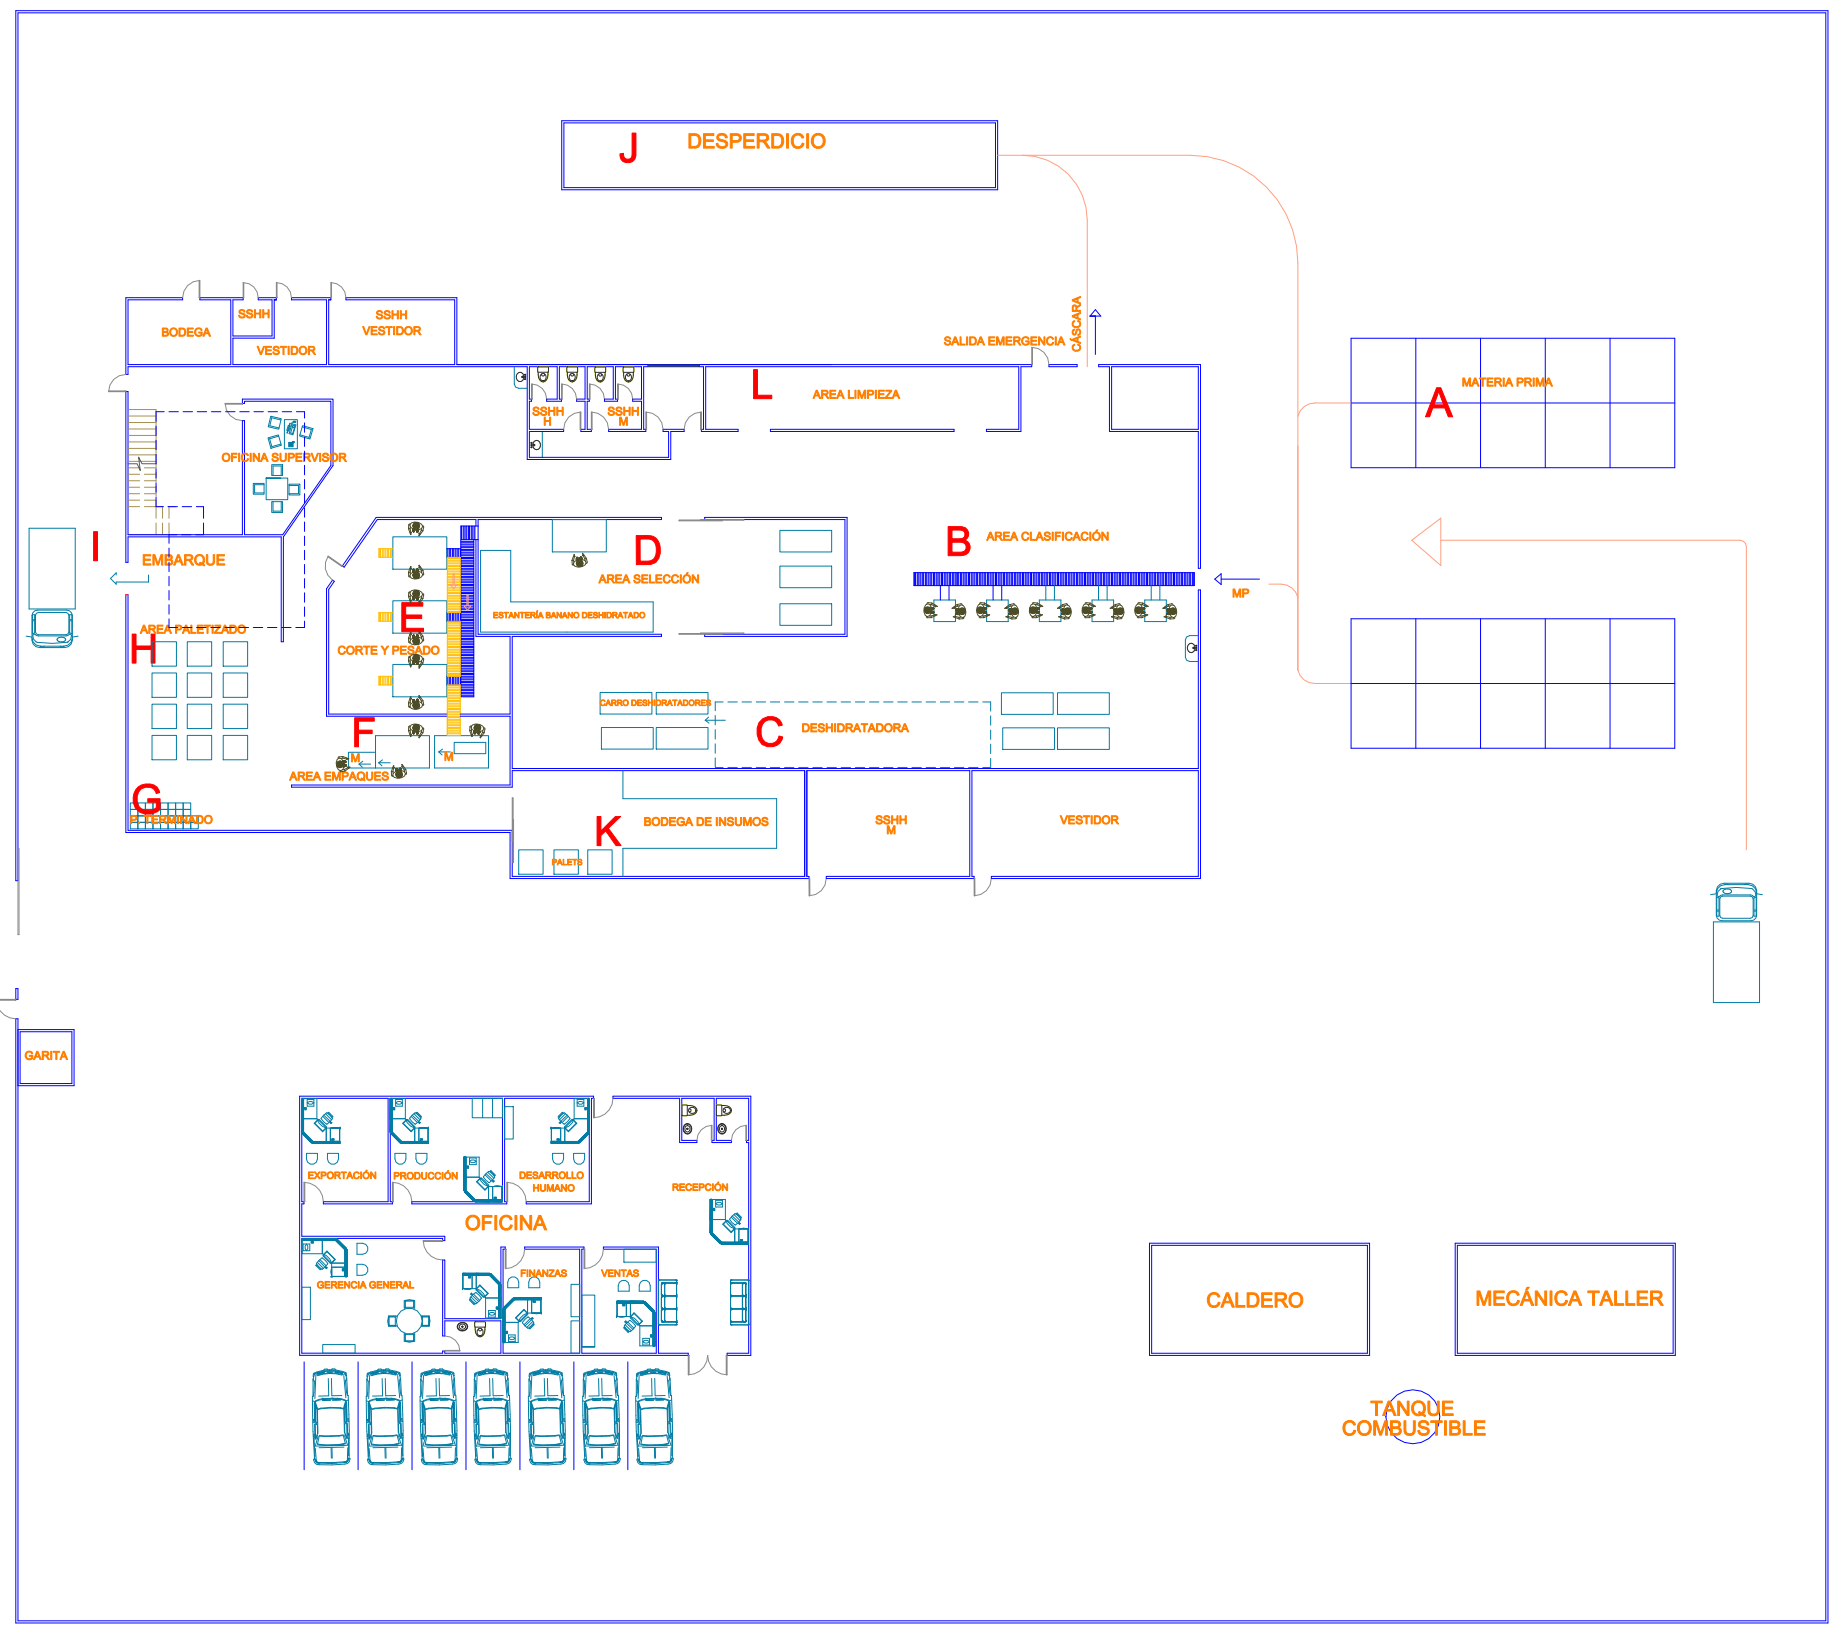 J
DESPERDICIO
SSHH
BODEGA
VESTIDOR
SSHH
VESTIDOR
CÁSCARA
SALIDA EMERGENCIA
L
AREA LIMPIEZA
MATERIA PRIMA
A
SSHH
H
SSHH
M
OFICINA SUPERVISOR
I
EMBARQUE
D
AREA SELECCIÓN
B
AREA CLASIFICACIÓN
MP
ESTANTERÍA BANANO DESHIDRATADO
E
CORTE Y PESADO
AREA PALETIZADO
H
CARRO DESHIDRATADORES
C
DESHIDRATADORA
F
M
M
AREA EMPAQUES
G
P. TERMINADO
K
BODEGA DE INSUMOS
PALETS
SSHH
M
VESTIDOR
GARITA
EXPORTACIÓN
PRODUCCIÓN
DESARROLLO
HUMANO
RECEPCIÓN
OFICINA
GERENCIA GENERAL
FINANZAS
VENTAS
CALDERO
MECÁNICA TALLER
TANQUE
COMBUSTIBLE